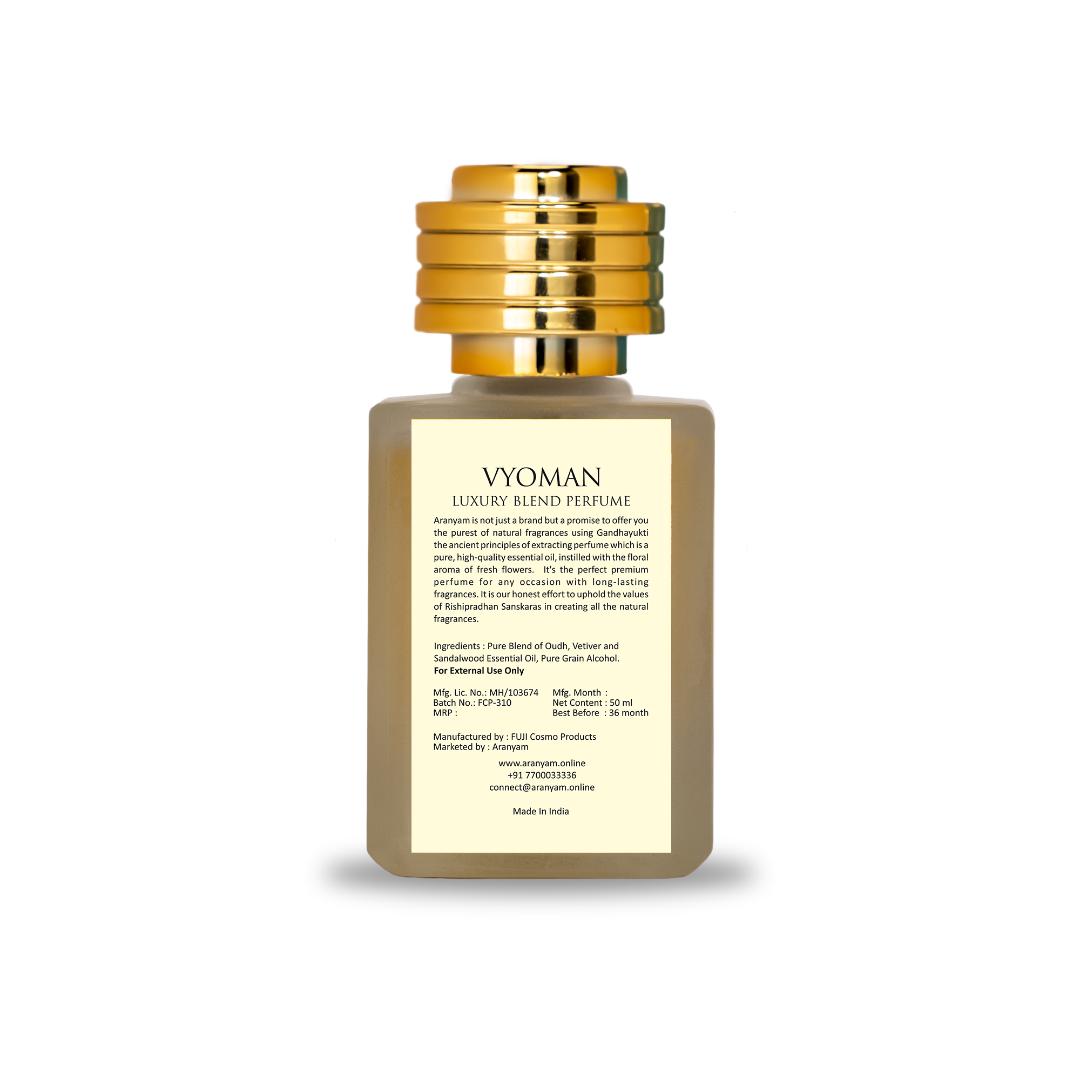 VYOMAN
LUXURY BLEND PERFUME
Aranyam is not just a brand but a promise to offer you
the purest of natural fragrances using Gandhayukti
the ancient principles of extracting perfume which is a
pure, high-quality essential oil, instilled with the floral
aroma of fresh flowers. It's the perfect premium
perfume for any occasion with long-lasting
fragrances. It is our honest effort to uphold the values
of Rishipradhan Sanskaras in creating all the natural
fragrances.
Ingredients : Pure Blend of Oudh, Vetiver and
Sandalwood Essential Oil, Pure Grain Alcohol.
For External Use Only
Mfg. Lic. No.: MH/103674 Mfg. Month :
Batch No.: FCP-310 Net Content : 50 ml
MRP : Best Before : 36 month
Manufactured by : FUJI Cosmo Products
Marketed by : Aranyam
www.aranyam.online
+91 7700033336
connect@aranyam.online
Made In India